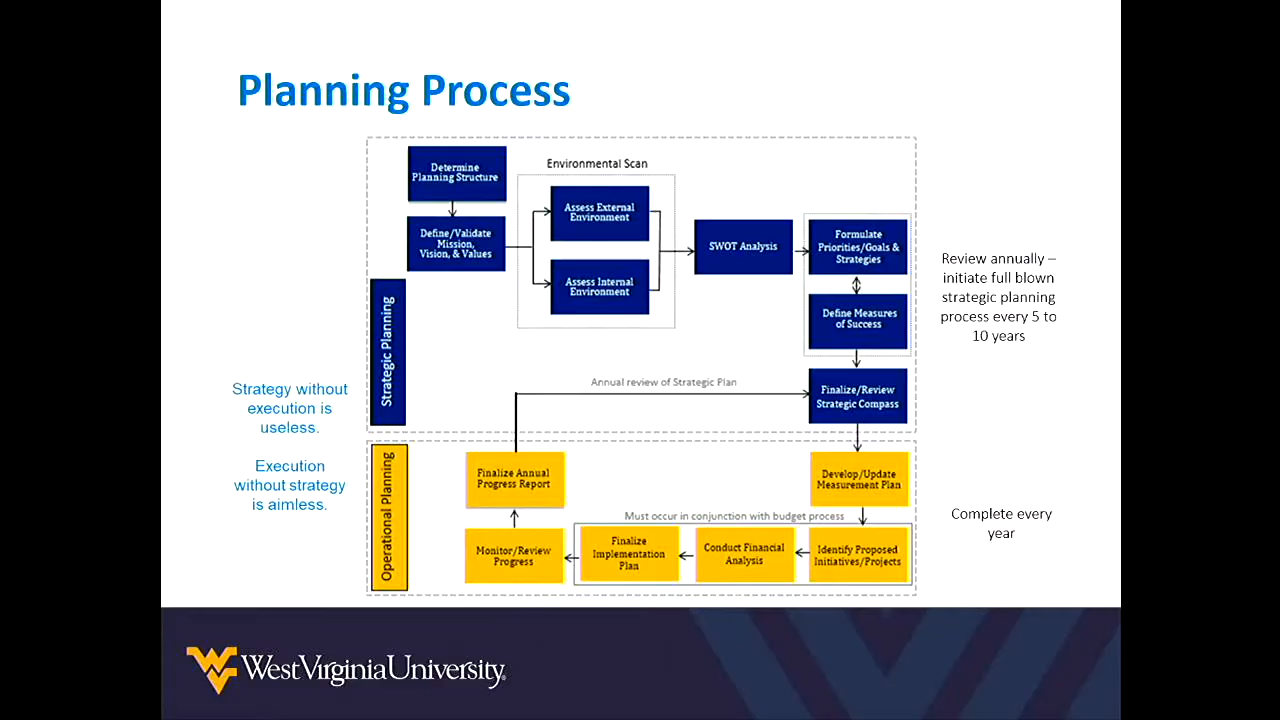 Planning Process
Determine
Planning Structure
Environmental Scan
Define/Validate
Mission,
Vision, & Values
Assess External
Environment
Assess Internal
Environment
SWOT Analysis
Formulate
Priorities/Goals &
Strategies
Define Measures
of Success
Finalize/Review
Strategic Compass
Review annually –
initiate full blown
strategic planning
process every 5 to
10 years
Strategic Planning
Annual review of Strategic Plan
Strategy without
execution is
useless.
Execution
without strategy
is aimless.
Operational Planning
Finalize Annual
Progress Report
Develop/Update
Measurement Plan
Must occur in conjunction with budget process
Monitor/Review
Progress
Finalize
Implementation
Plan
Conduct Financial
Analysis
Identify Proposed
Initiatives/Projects
Complete every
year
WestVirginiaUniversity®